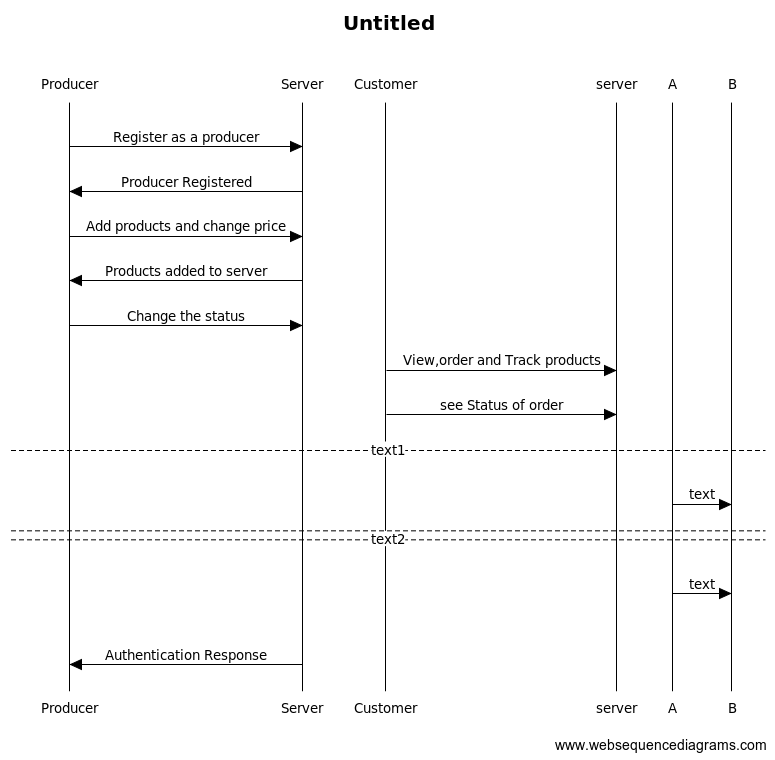 Untitled
Producer Server Customer server A B
Register as a producer
Producer Registered
Add products and change price
Products added to server
Change the status
View,order and Track products
see Status of order
text1
text
text2
text
Authentication Response
Producer Server Customer server A B
www.websequencediagrams.com